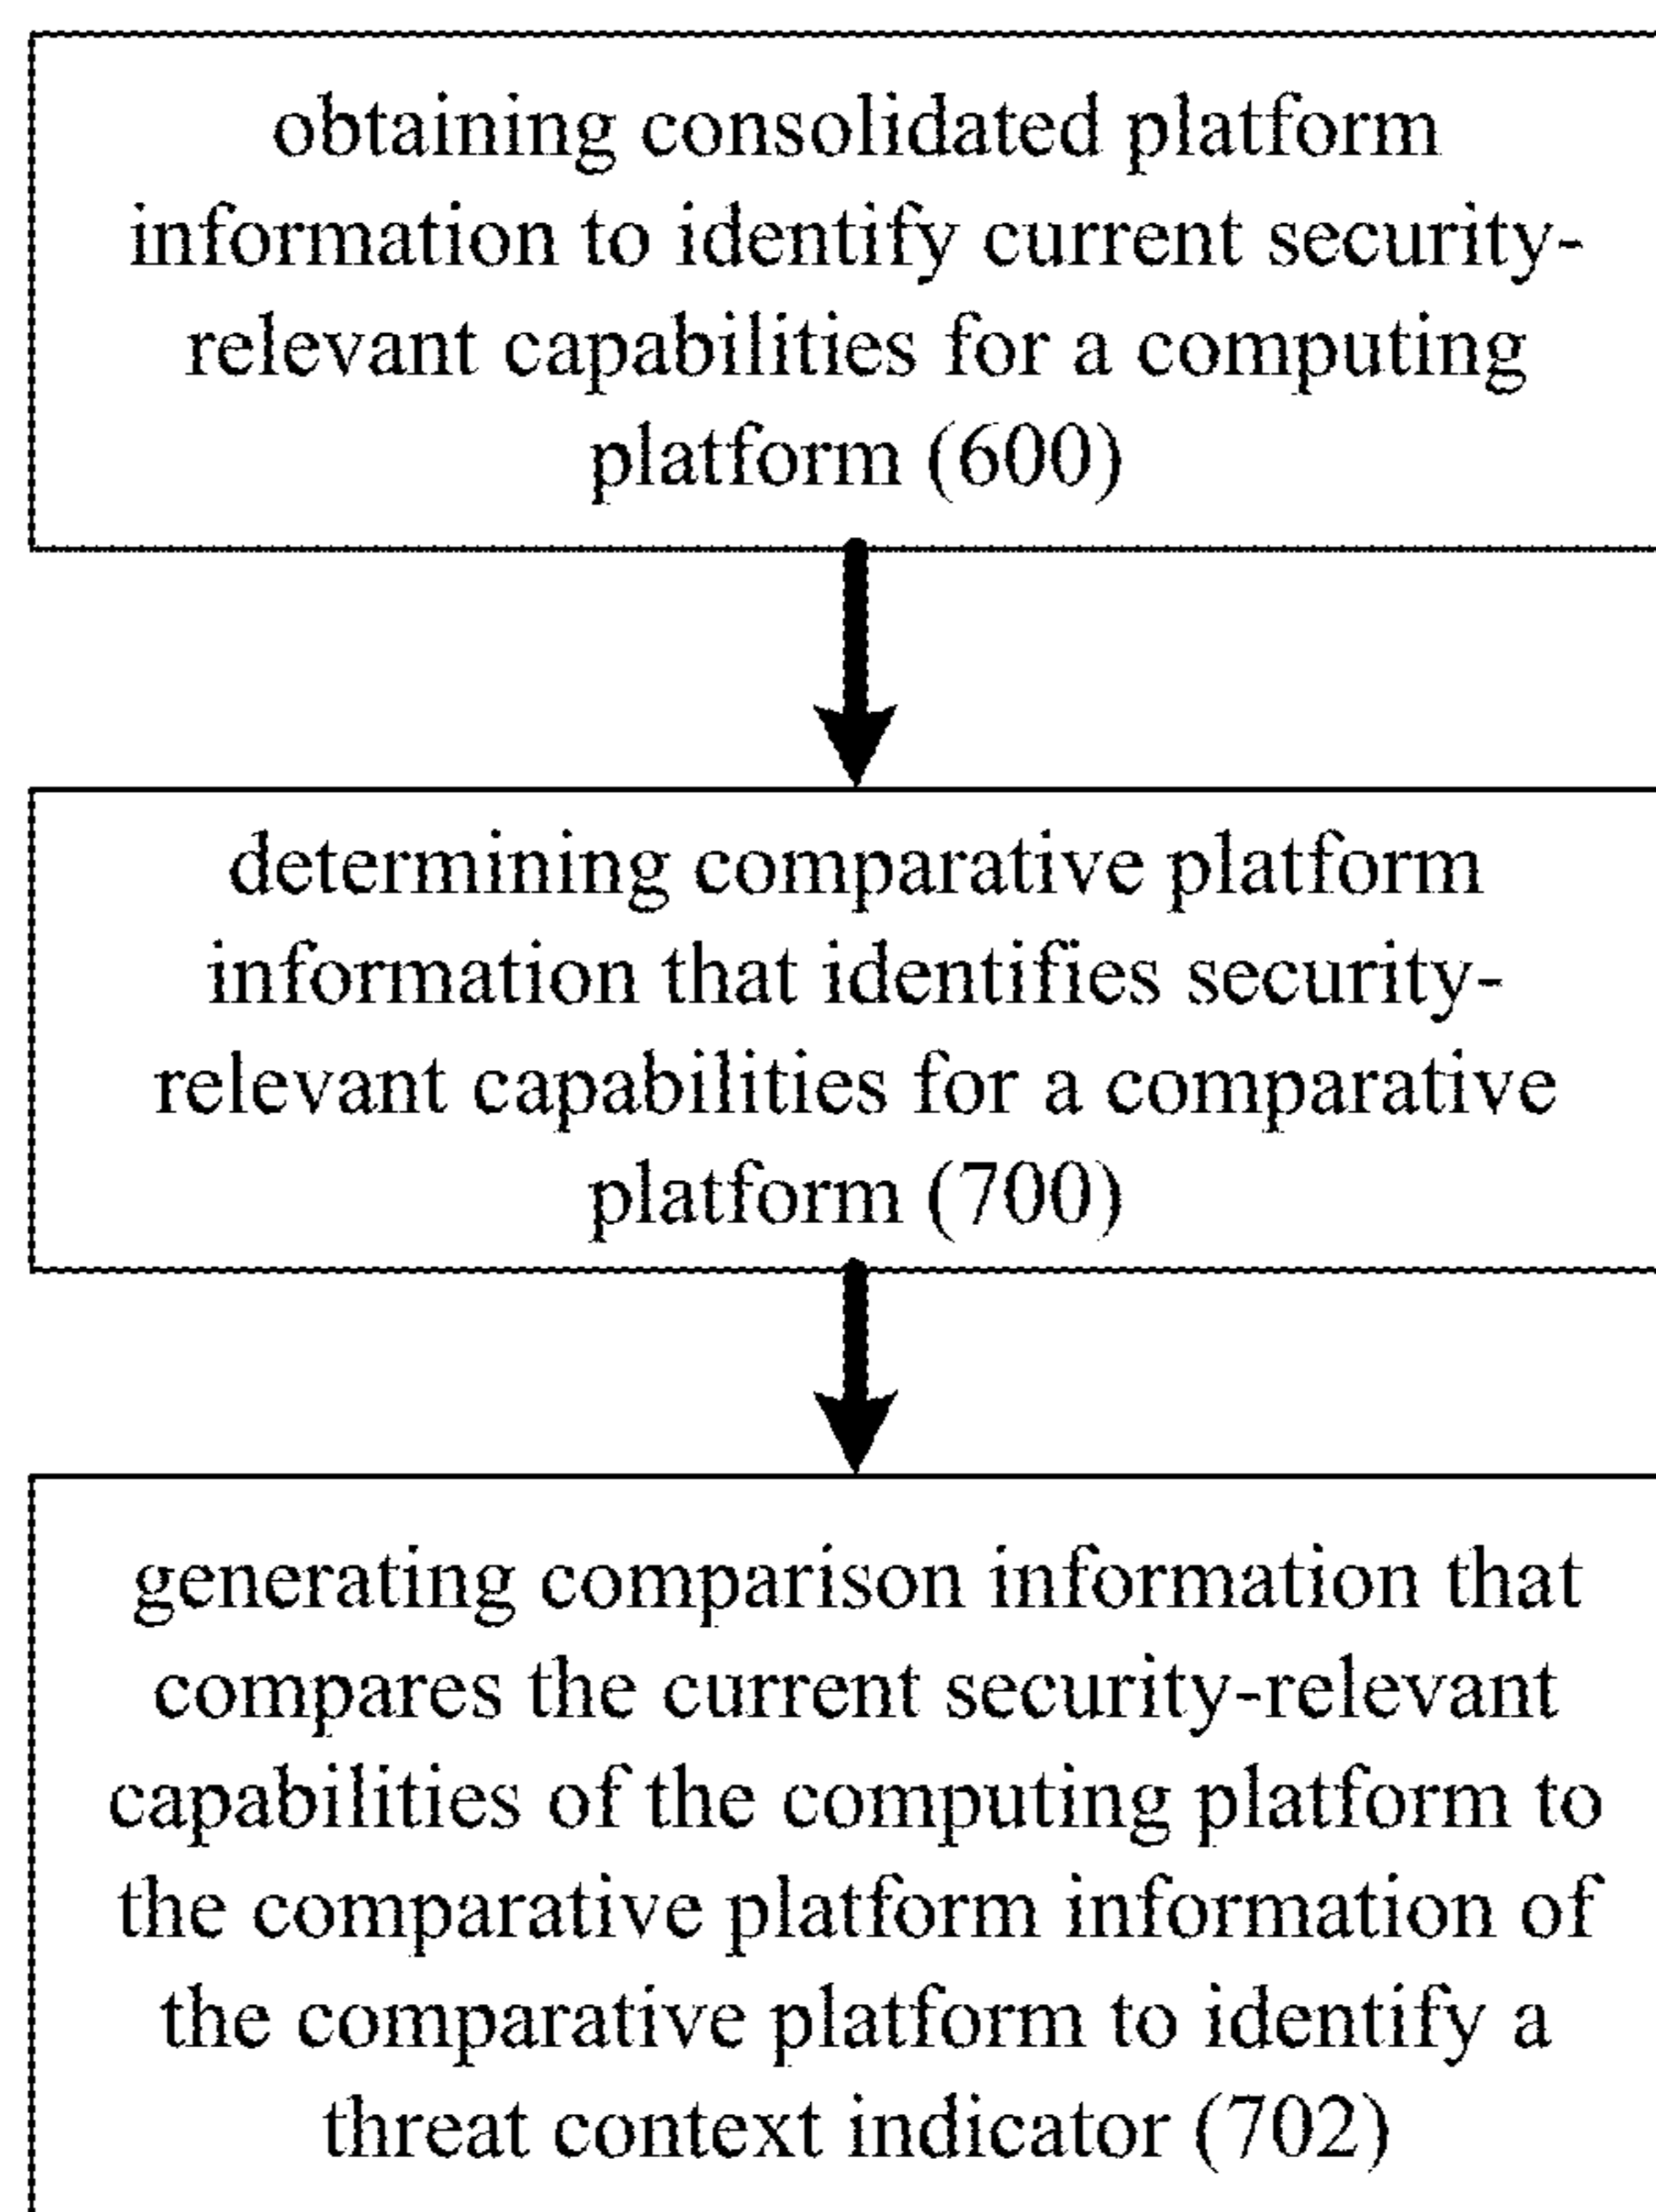 obtaining consolidated platform
information to identify current security-
relevant capabilities for a computing
platform (600)
determining comparative platform
information that identifies security-
relevant capabilities for a comparative
platform (700)
generating comparison information that
compares the current security-relevant
capabilities of the computing platform to
the comparative platform information of
the comparative platform to identify a
threat context indicator (702)